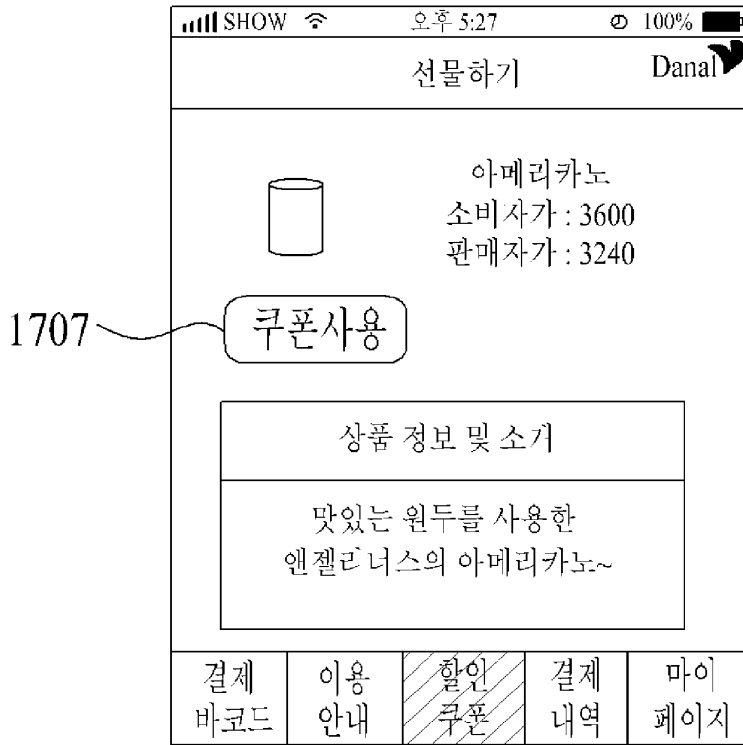 SHOW 오후 5:27 100%
선물하기 Danal
아메리카노
소비자가 : 3600
판매자가 : 3240
1707
쿠폰사용
상품 정보 및 소개
맛있는 원두를 사용한
앤젤리너스의 아메리카노~
결제 이용 할인 결제 마이
바코드 안내 쿠폰 내역 페이지